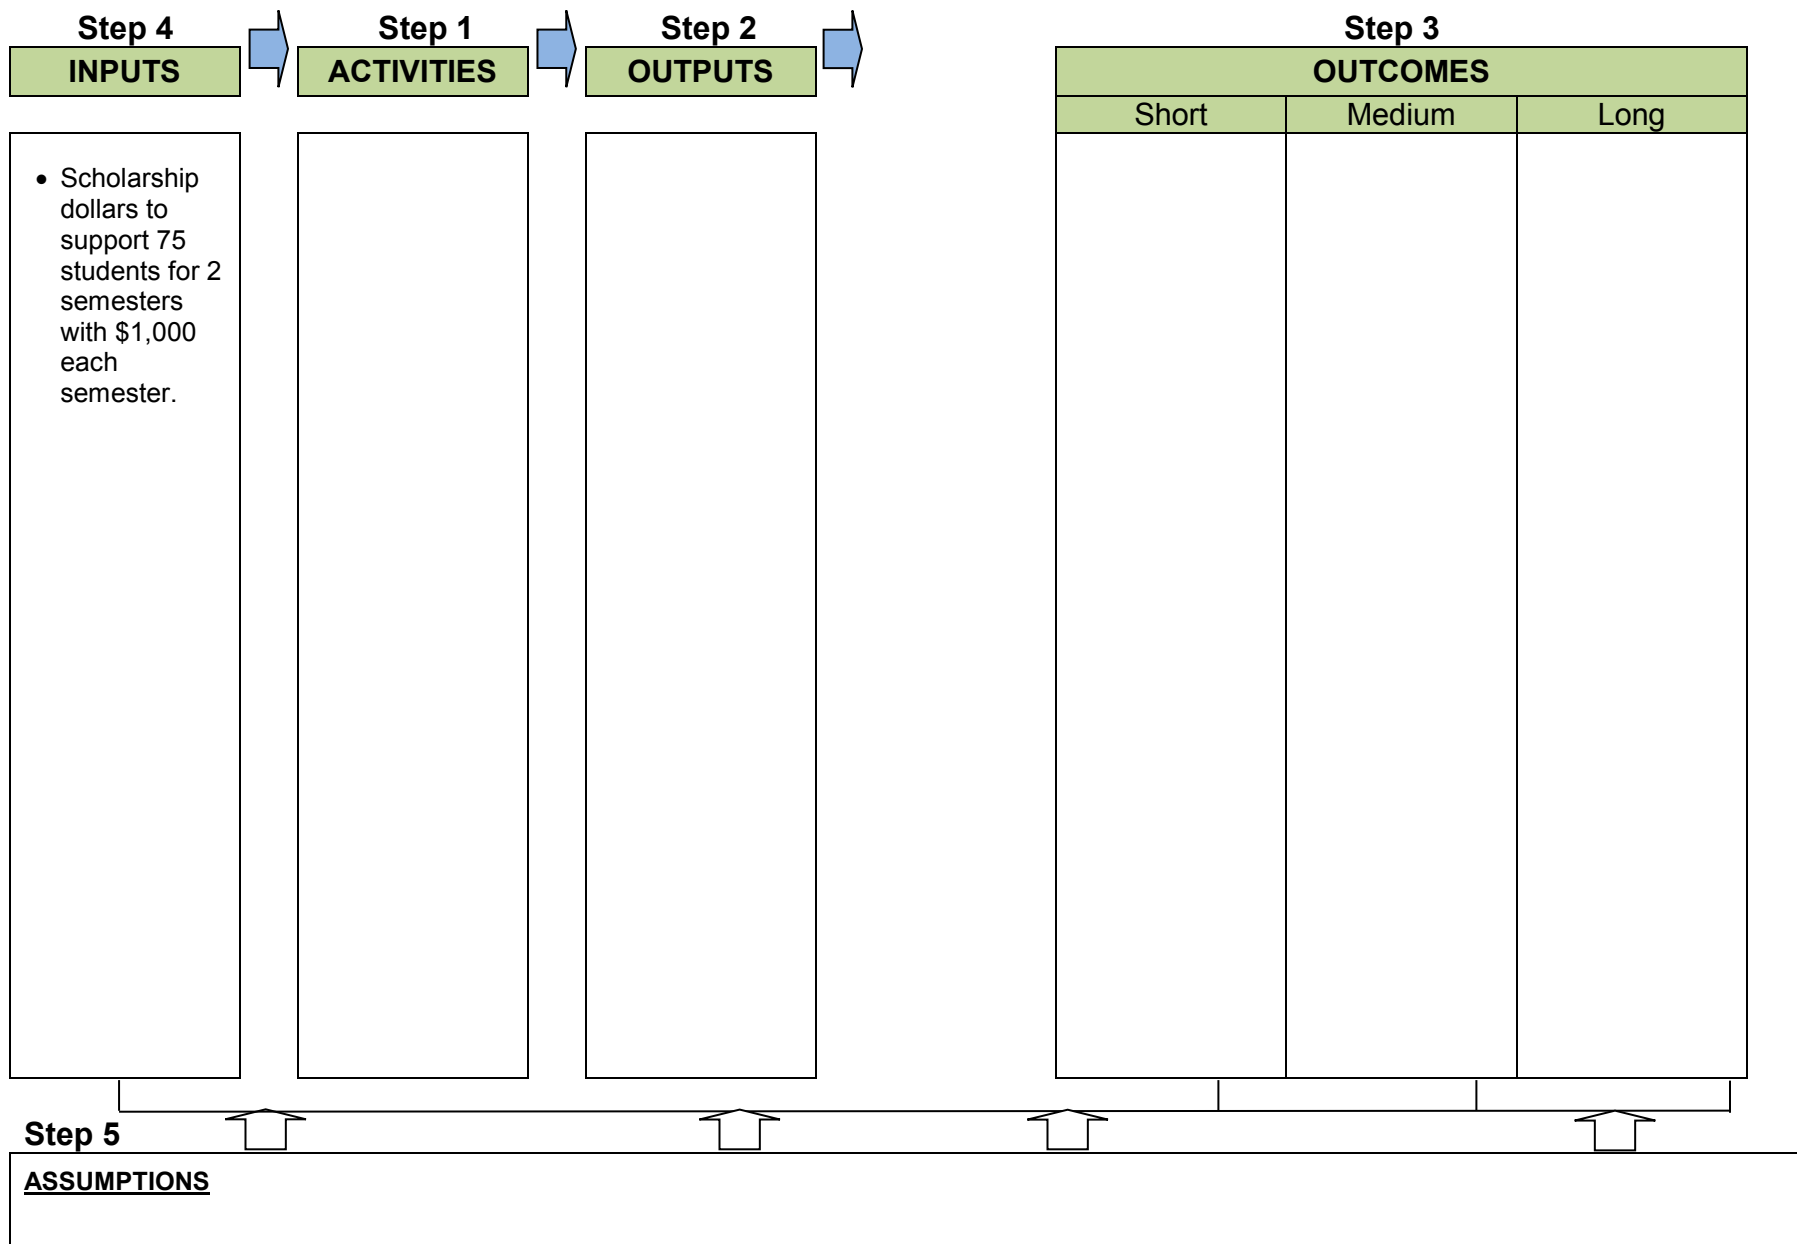 Step 4
Step 1
Step 2
Step 3
INPUTS
ACTIVITIES
OUTPUTS
OUTCOMES
Short
Medium
Long
• Scholarship
dollars to
support 75
students for 2
semesters
with $1,000
each
semester.
Step 5
ASSUMPTIONS